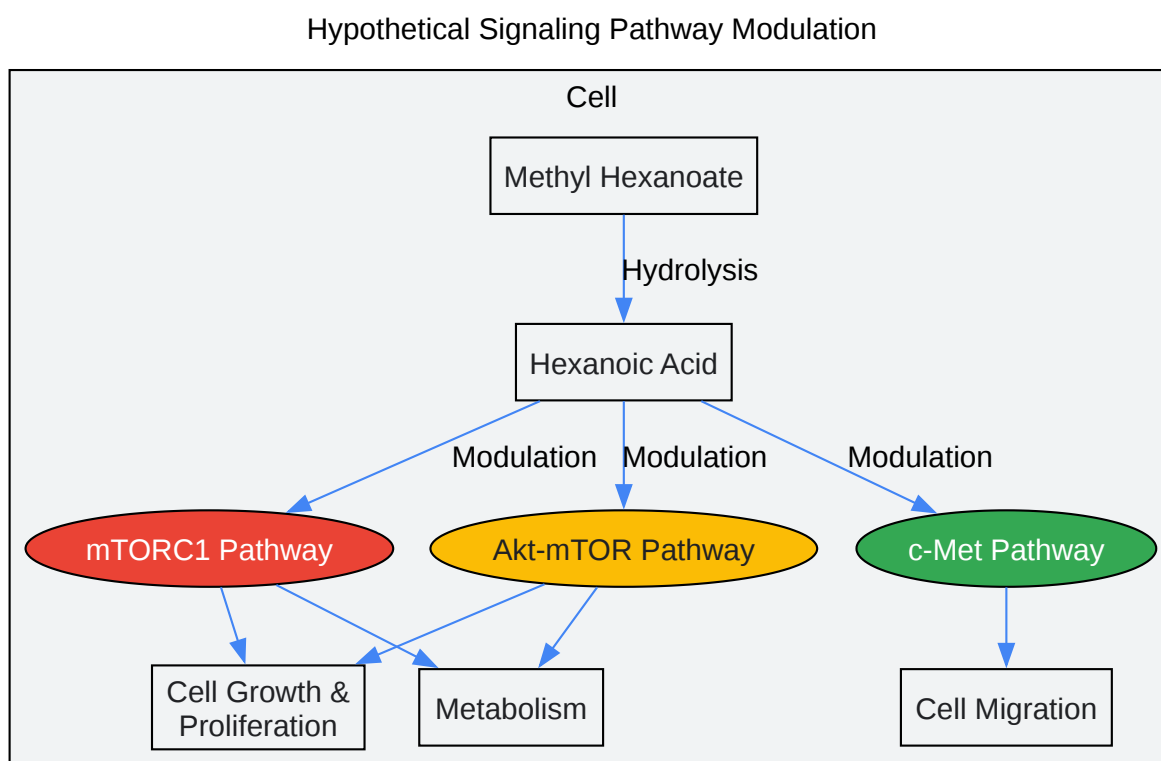 Hypothetical Signaling Pathway Modulation
Cell
Methyl Hexanoate
Hydrolysis
Hexanoic Acid
Modulation
Modulation
Modulation
mTORC1 Pathway
Akt-mTOR Pathway
c-Met Pathway
Cell Growth &
Proliferation
Metabolism
Cell Migration